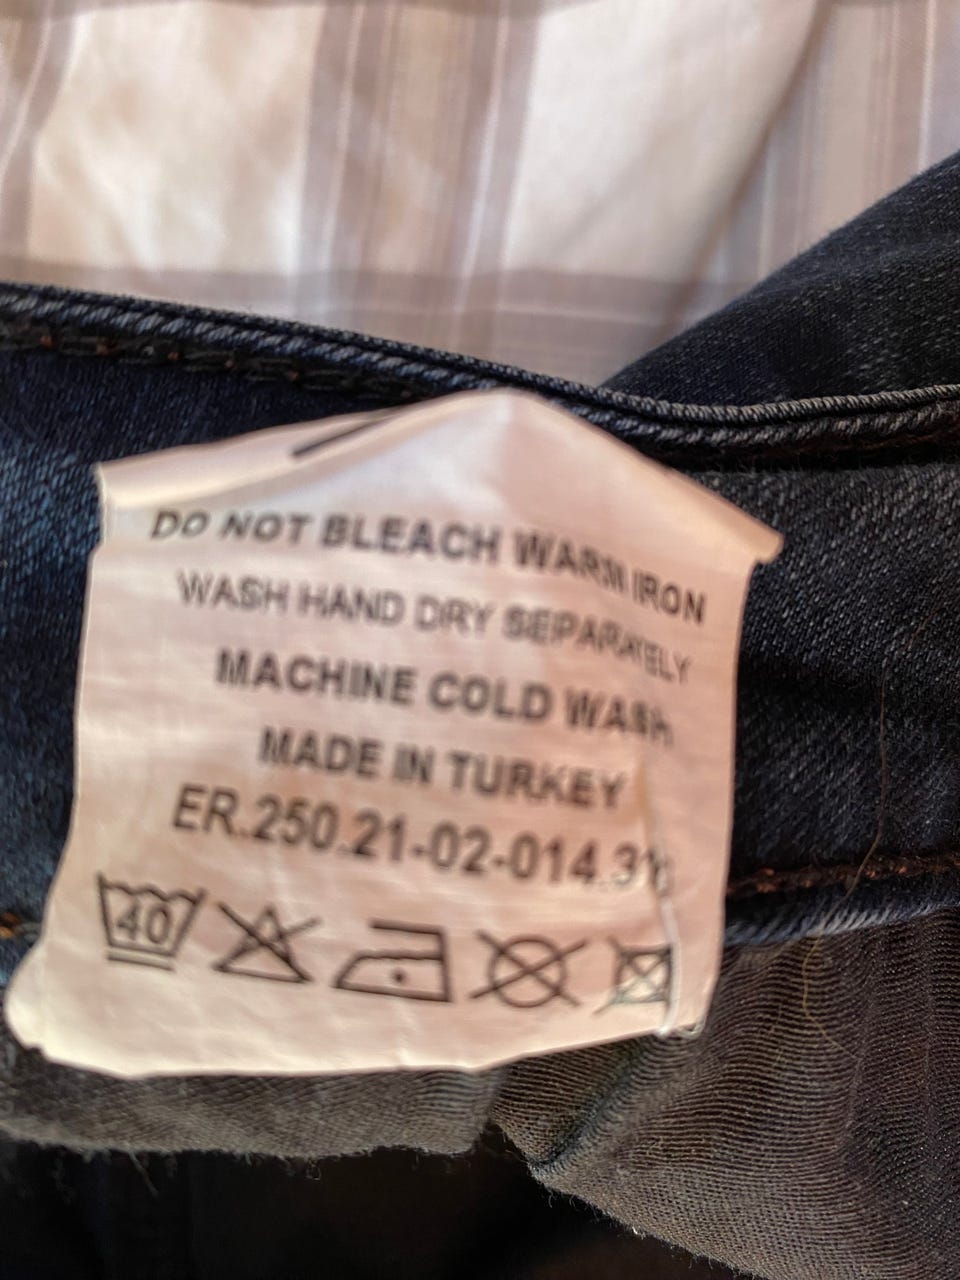 DO NOT BLEACH WARM IRON
WASH HAND DRY SEPARATELY
MACHINE COLD WASH
MADE IN TURKEY
ER.250.21-02-014.31
40